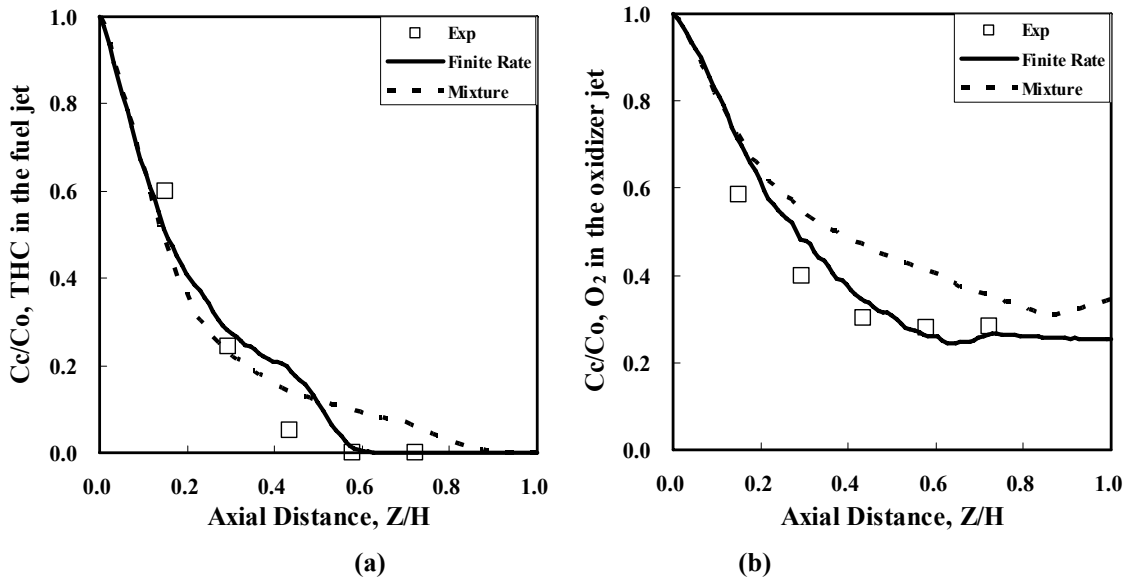 Cc/Co, THC in the fuel jet
1.0
0.8
0.6
0.4
0.2
0.0
Exp
Finite Rate
Mixture
0.0 0.2 0.4 0.6 0.8 1.0
Axial Distance, Z/H
(a)
Cc/Co, O₂ in the oxidizer jet
1.0
0.8
0.6
0.4
0.2
0.0
Exp
Finite Rate
Mixture
0.0 0.2 0.4 0.6 0.8 1.0
Axial Distance, Z/H
(b)